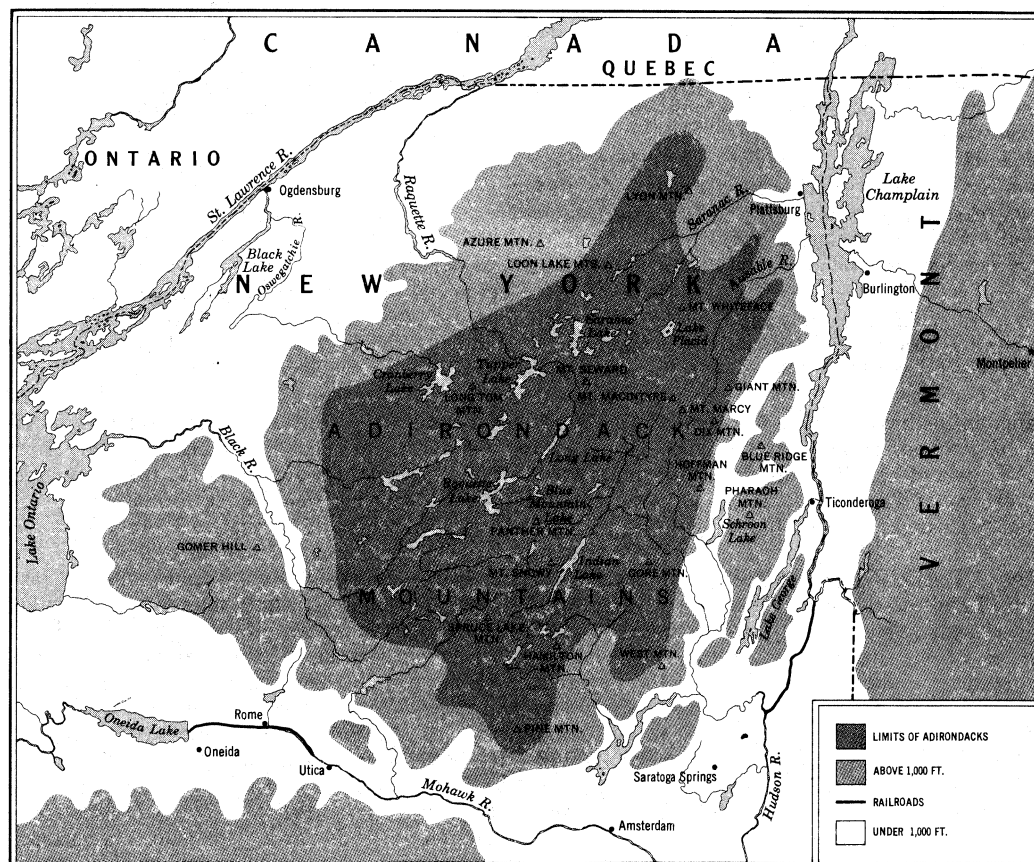 C A N A D A
QUEBEC
ONTARIO
St. Lawrence R.
Ogdensburg
Raquette R.
LYON MTN.
Saranac R.
Plattsburg
Lake
Champlain
Black
Lake
Oswegatchie R.
AZURE MTN.
LOON LAKE MTS.
Ausable R.
Burlington
N E W Y O R K
V E R M O N T
MT. WHITEFACE
Saranac
Lake
Lake
Placid
Montpelier
Cranberry
Lake
Tupper
Lake
MT. SEWARD
LONG TOM
MTN.
MT. MACINTYRE
GIANT MTN.
MT. MARCY
A D I R O N D A C K
DIX MTN.
Black R.
Long Lake
BLUE RIDGE
MTN.
HOFFMAN
MTN.
Raquette
Lake
Blue
Mountain
Lake
PHARAOH
MTN.
Ticonderoga
Schroon
Lake
PANTHER MTN.
Lake Ontario
GOMER HILL
MT. SNOWY
Indian
Lake
GORE MTN.
M O U N T A I N S
Lake George
SPRUCE LAKE
MTN.
HAMILTON
MTN.
WEST MTN.
PINE MTN.
Oneida Lake
Rome
Oneida
Utica
Mohawk R.
Saratoga Springs
Hudson R.
Amsterdam
LIMITS OF ADIRONDACKS
ABOVE 1,000 FT.
RAILROADS
UNDER 1,000 FT.